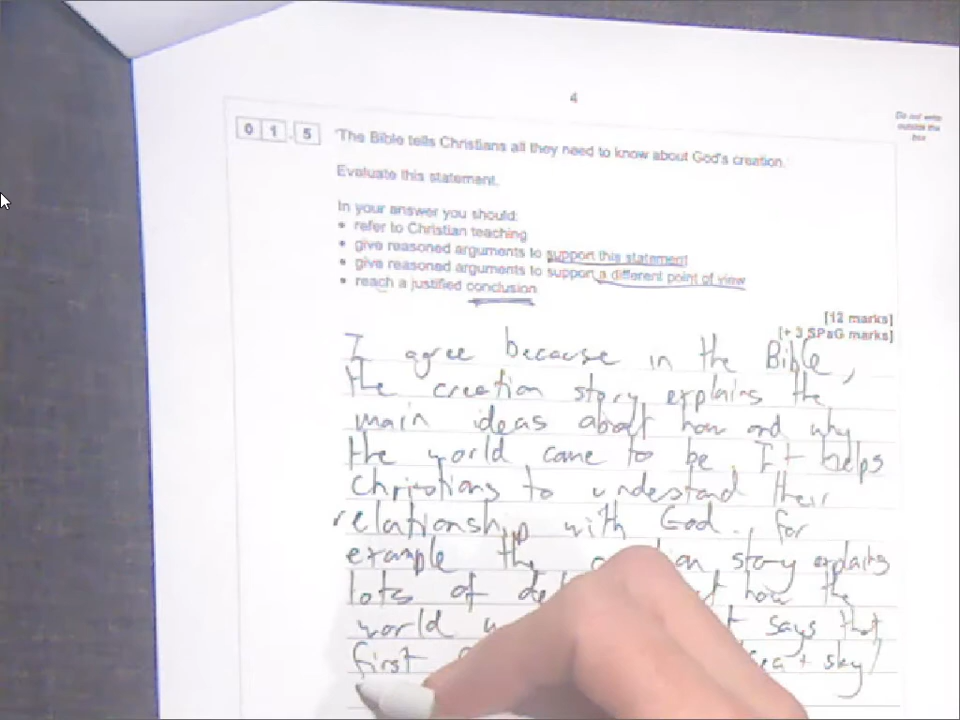 4
Do not write
outside the
box
0 1 . 5 'The Bible tells Christians all they need to know about God's creation.'
Evaluate this statement.
In your answer you should:
• refer to Christian teaching
• give reasoned arguments to support this statement
• give reasoned arguments to support a different point of view
• reach a justified conclusion
[12 marks]
[+ 3 SPaG marks]
I agree because in the Bible,
the creation story explains the
main ideas about how and why
the world came to be. It helps
Christians to understand their
relationship with God. for
example the story explains
lots of how the
world says that
first + sky)